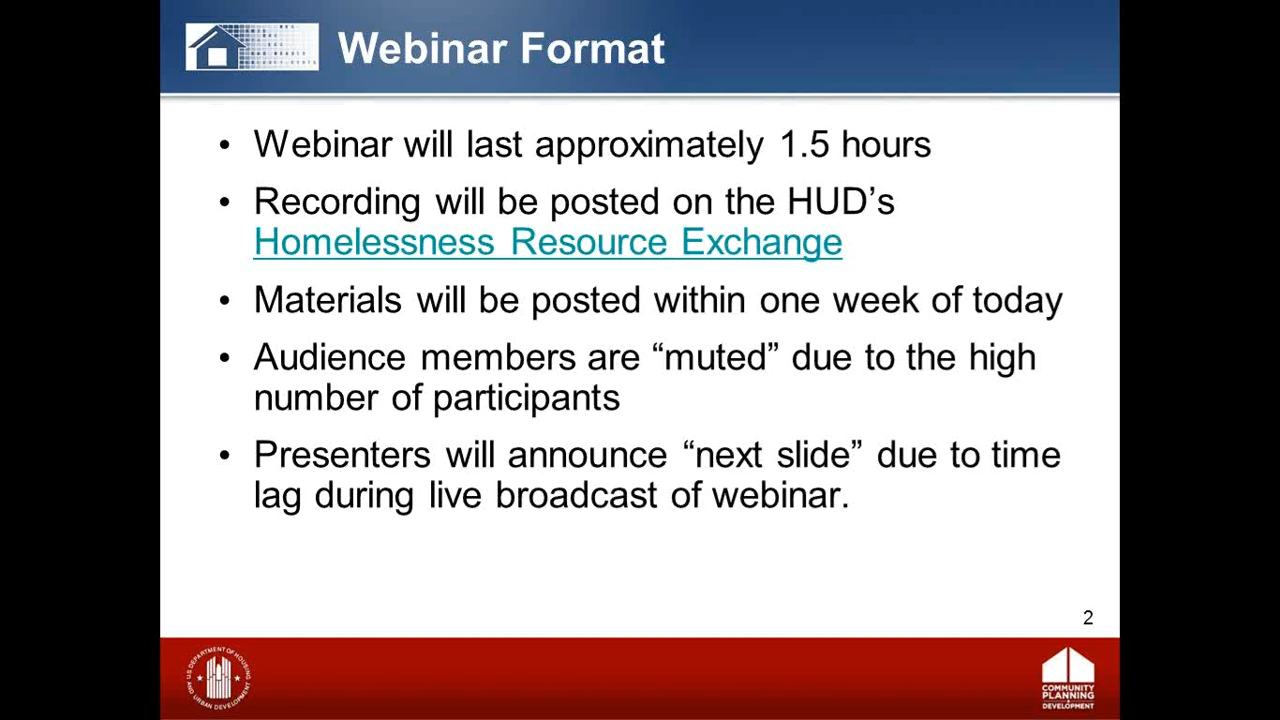 Webinar Format
• Webinar will last approximately 1.5 hours
• Recording will be posted on the HUD’s
Homelessness Resource Exchange
• Materials will be posted within one week of today
• Audience members are “muted” due to the high
number of participants
• Presenters will announce “next slide” due to time
lag during live broadcast of webinar.
2
U.S. DEPARTMENT OF HOUSING
AND URBAN DEVELOPMENT
COMMUNITY
PLANNING
DEVELOPMENT